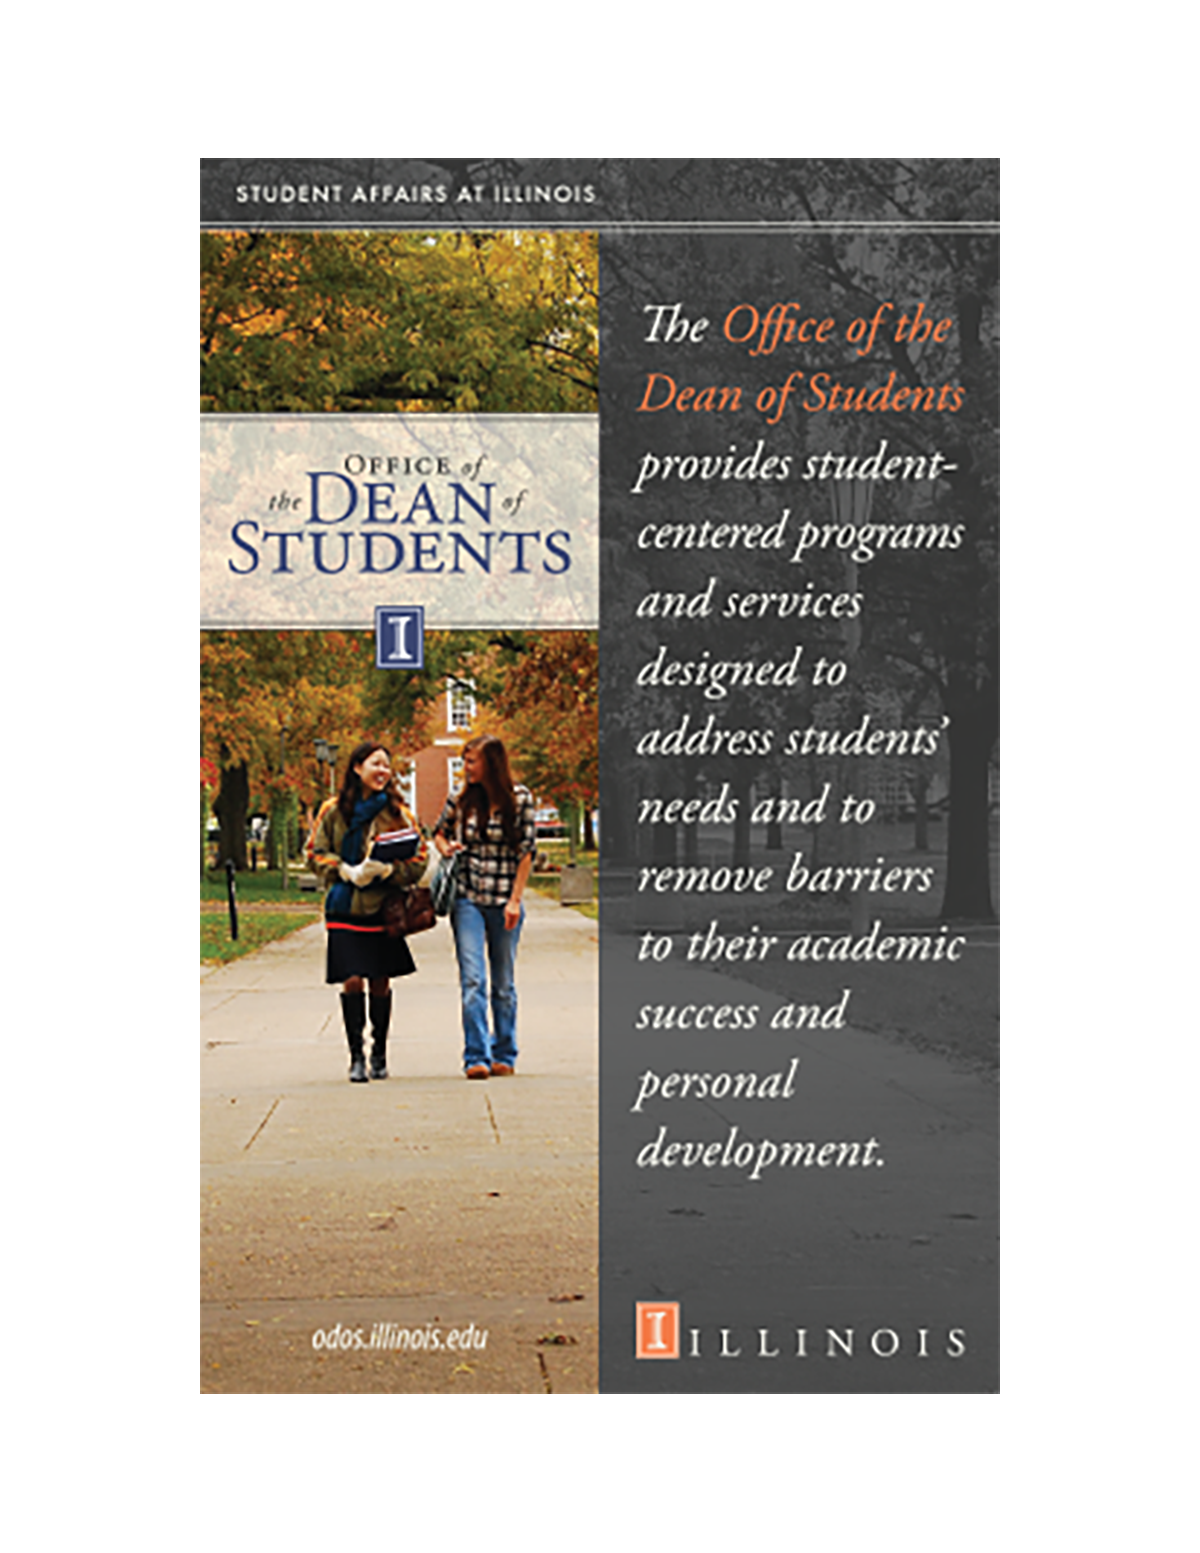 STUDENT AFFAIRS AT ILLINOIS
OFFICE of
the DEAN of
STUDENTS
I
odos.illinois.edu
The Office of the
Dean of Students
provides student-
centered programs
and services
designed to
address students’
needs and to
remove barriers
to their academic
success and
personal
development.
I ILLINOIS